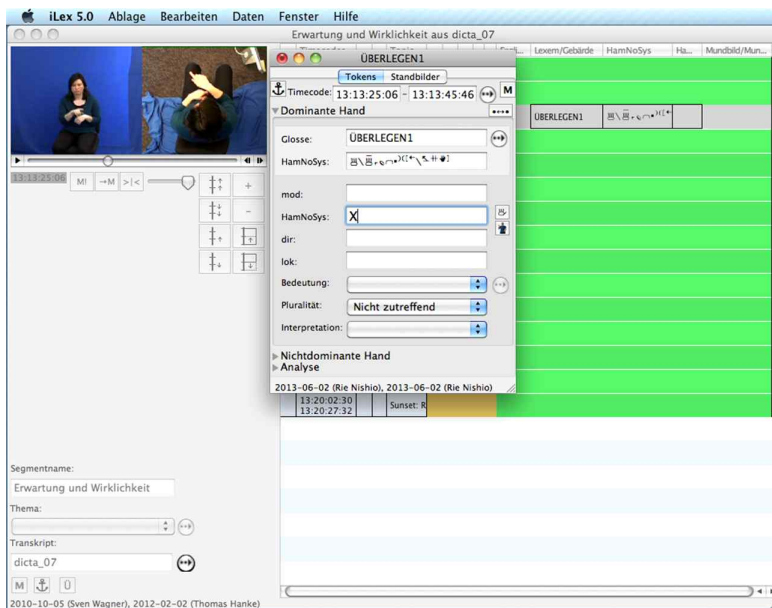 iLex 5.0 Ablage Bearbeiten Daten Fenster Hilfe
Erwartung und Wirklichkeit aus dicta_07
Lexem/Gebärde HamNoSys Ha... Mundbild/Mun...
ÜBERLEGEN1
ÜBERLEGEN1
Tokens Standbilder
Timecode: 13:13:25:06 - 13:13:45:46 M
Dominante Hand
Glosse: ÜBERLEGEN1
HamNoSys:
mod:
HamNoSys: X
dir:
lok:
Bedeutung:
Pluralität: Nicht zutreffend
Interpretation:
Nichtdominante Hand
Analyse
2013-06-02 (Rie Nishio), 2013-06-02 (Rie Nishio)
13:13:25:06
M! →M >|< +
-
13:20:02:30
13:20:27:32
Sunset: R
Segmentname:
Erwartung und Wirklichkeit
Thema:
Transkript:
dicta_07
M Ü
2010-10-05 (Sven Wagner), 2012-02-02 (Thomas Hanke)